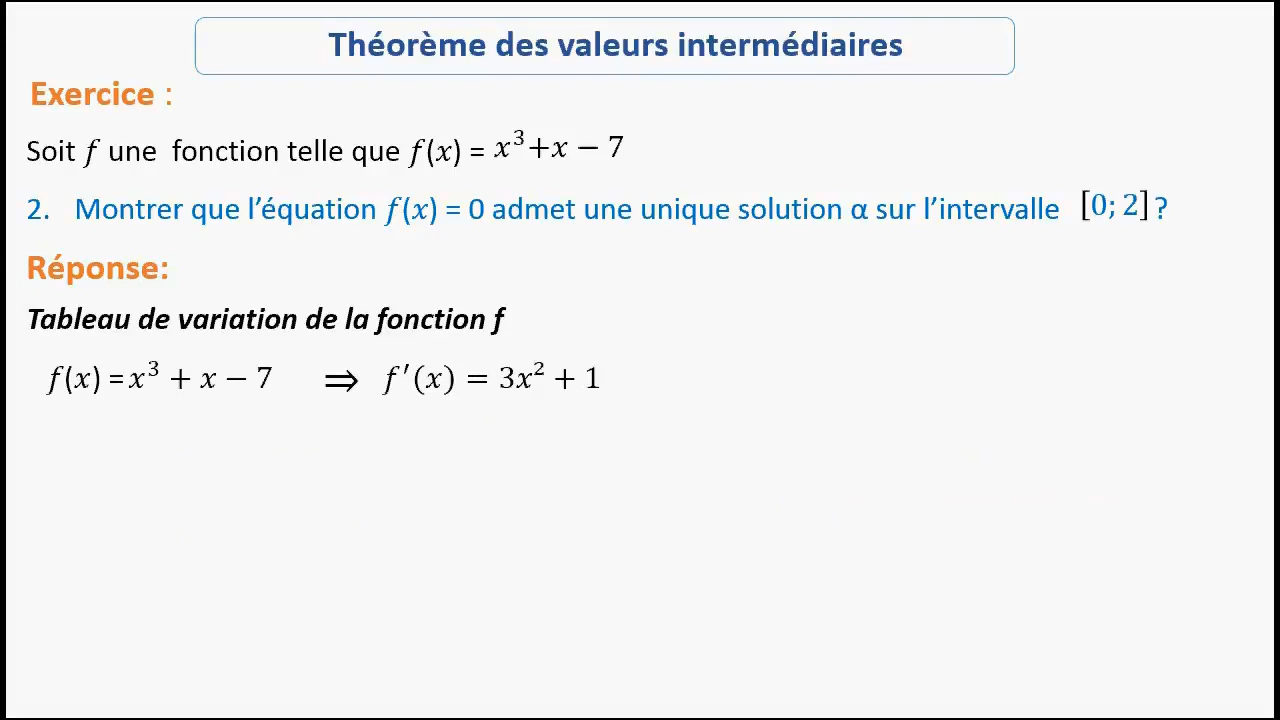 Théorème des valeurs intermédiaires
Exercice :
Soit f une fonction telle que f(x) = x³+x − 7
2. Montrer que l’équation f(x) = 0 admet une unique solution α sur l’intervalle [0; 2] ?
Réponse:
Tableau de variation de la fonction f
f(x) = x³ + x − 7 ⇒ f′(x) = 3x² + 1